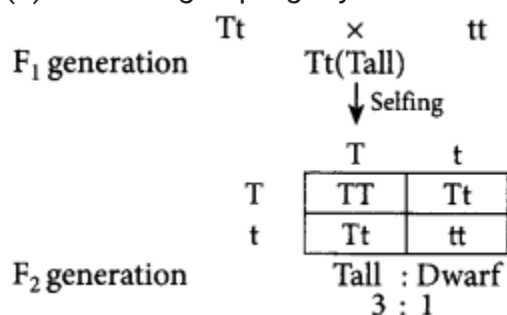 Tt × tt
F₁ generation Tt(Tall)
Selfing
T t
T TT Tt
t Tt tt
F₂ generation Tall : Dwarf
3 : 1